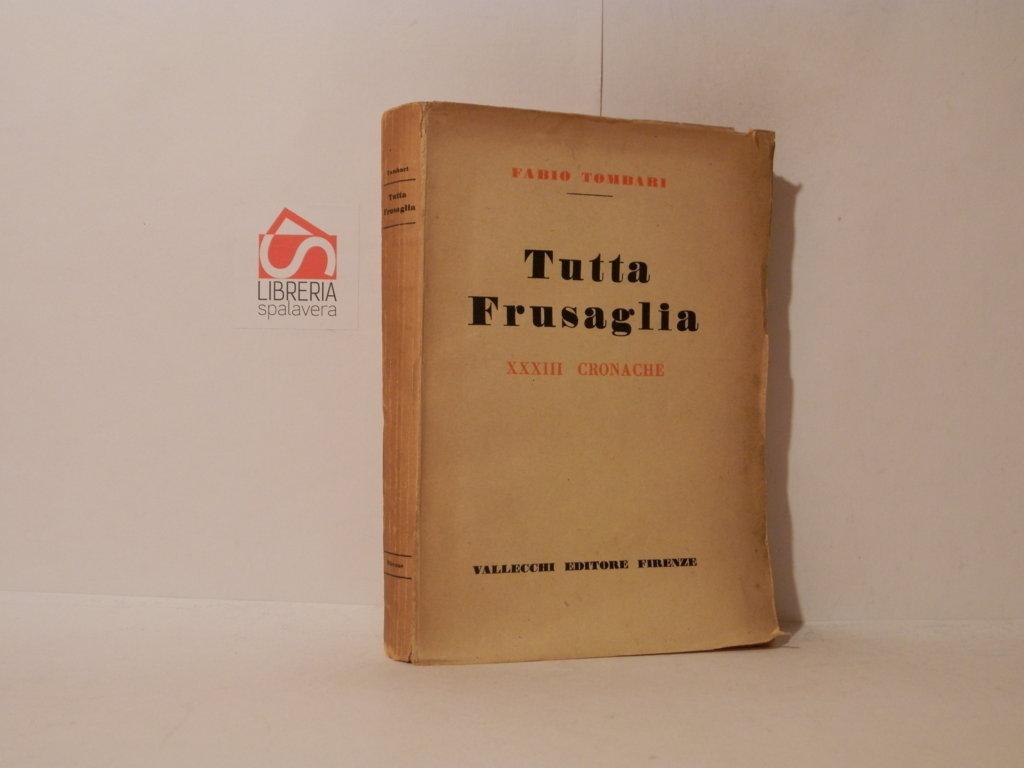 FABIO TOMBARI
Tutta
Frusaglia
XXXIII CRONACHE
VALLECCHI EDITORE FIRENZE
Tombari
Tutta
Frusaglia
LIBRERIA
spalavera